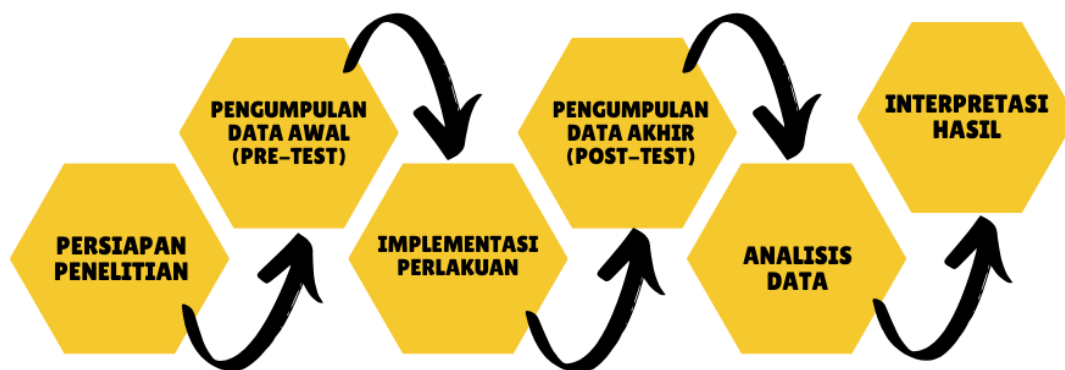 PERSIAPAN
PENELITIAN
PENGUMPULAN
DATA AWAL
(PRE-TEST)
IMPLEMENTASI
PERLAKUAN
PENGUMPULAN
DATA AKHIR
(POST-TEST)
ANALISIS
DATA
INTERPRETASI
HASIL